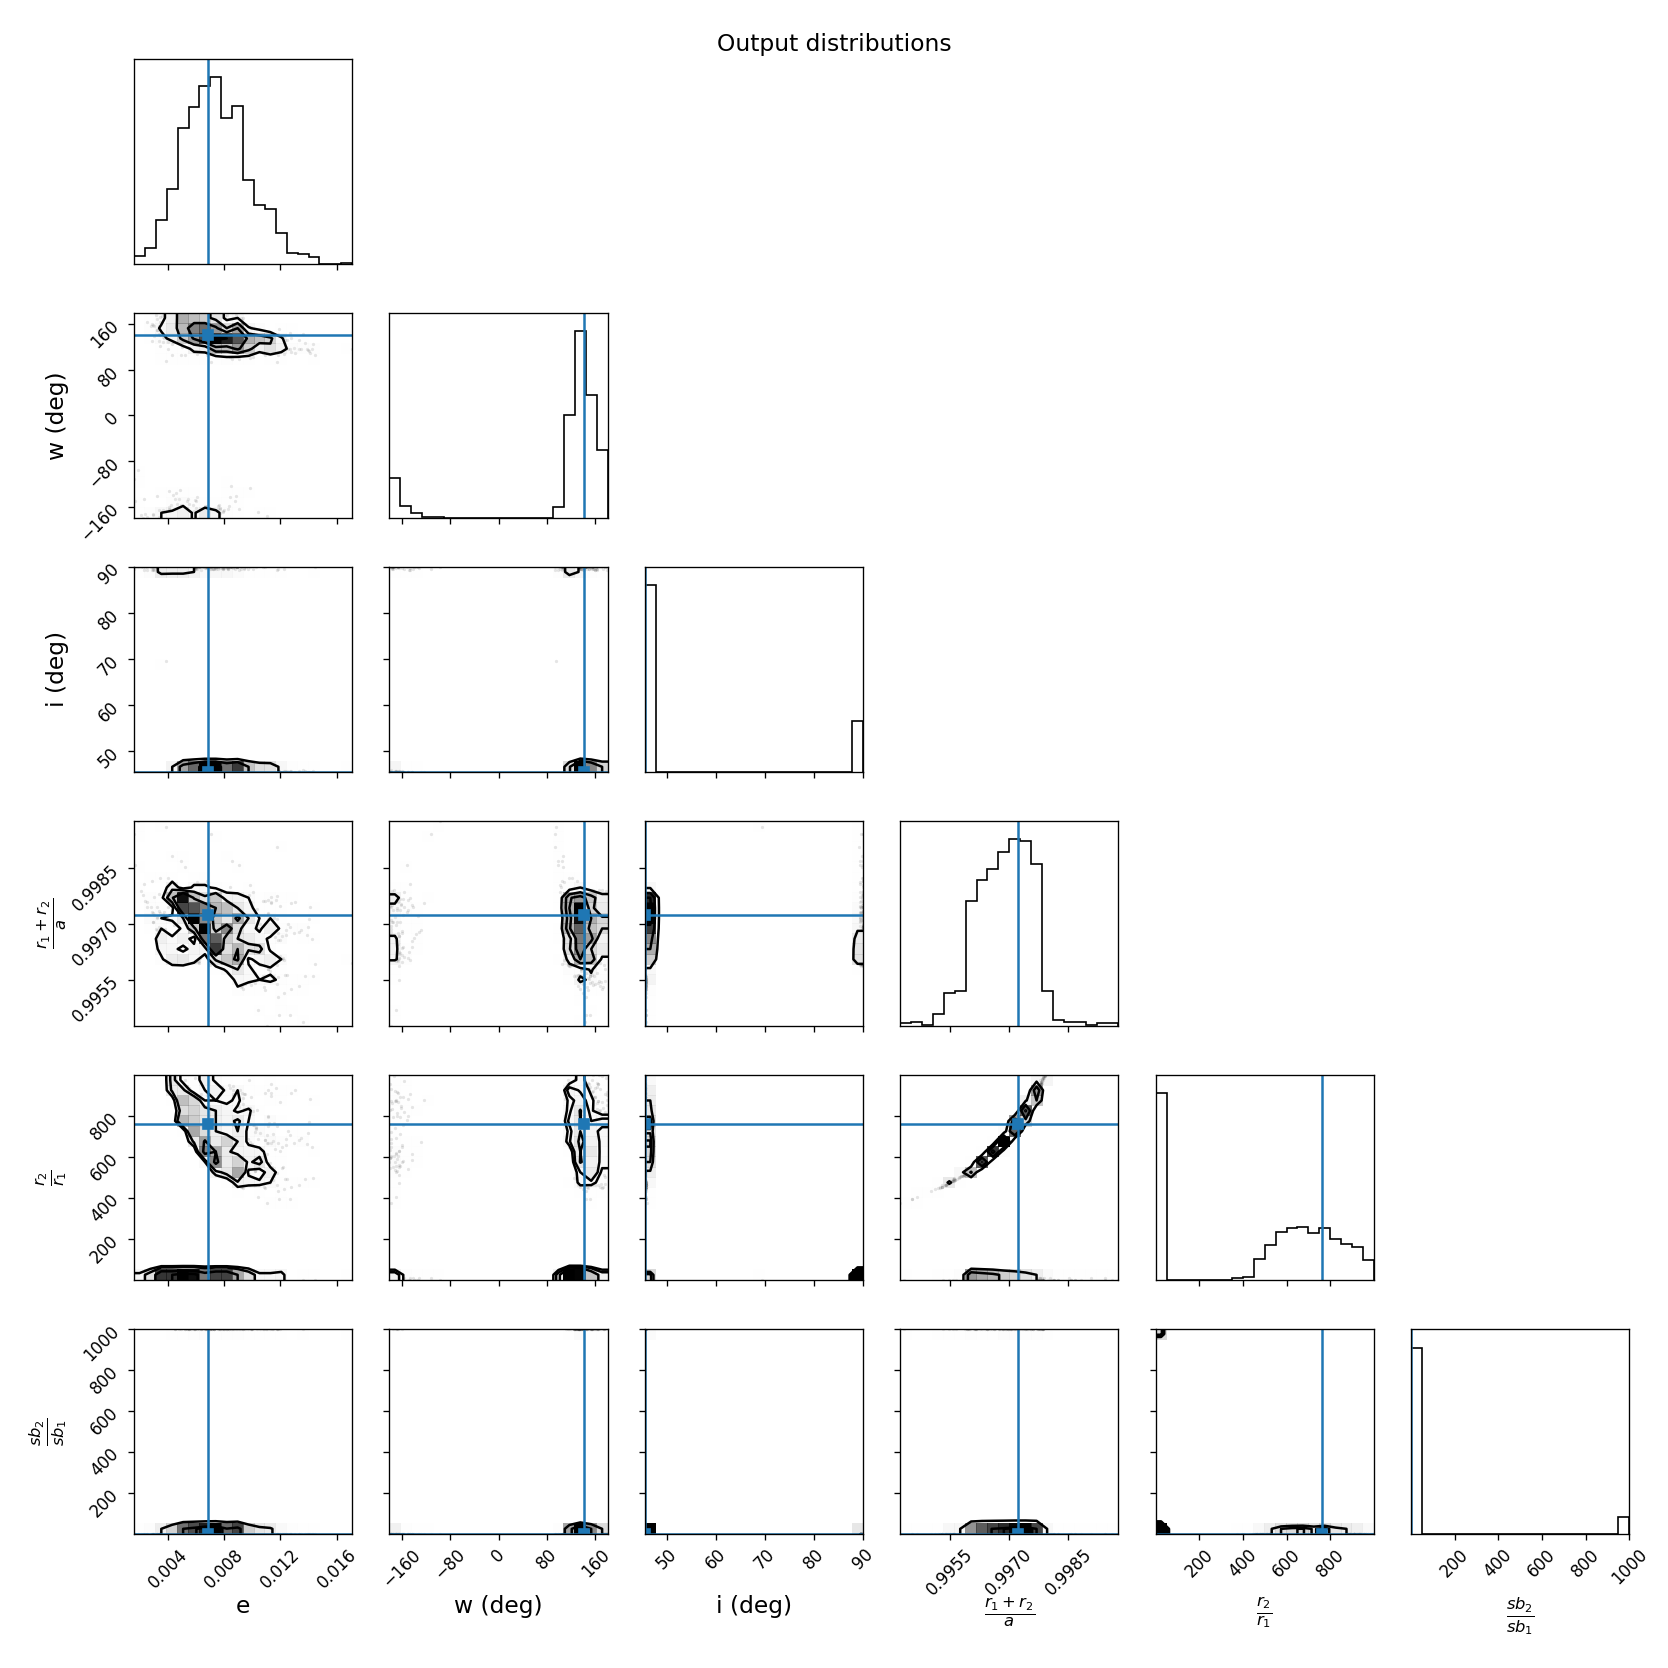 Output distributions
w (deg)
160
80
0
−80
−160
i (deg)
90
80
70
60
50
r₁ + r₂
a
0.9985
0.9970
0.9955
r₂
r₁
800
600
400
200
sb₂
sb₁
1000
800
600
400
200
0.004 0.008 0.012 0.016
−160 −80 0 80 160
50 60 70 80 90
0.9955 0.9970 0.9985
200 400 600 800
200 400 600 800 1000
e w (deg) i (deg)
r₁ + r₂
a
r₂
r₁
sb₂
sb₁